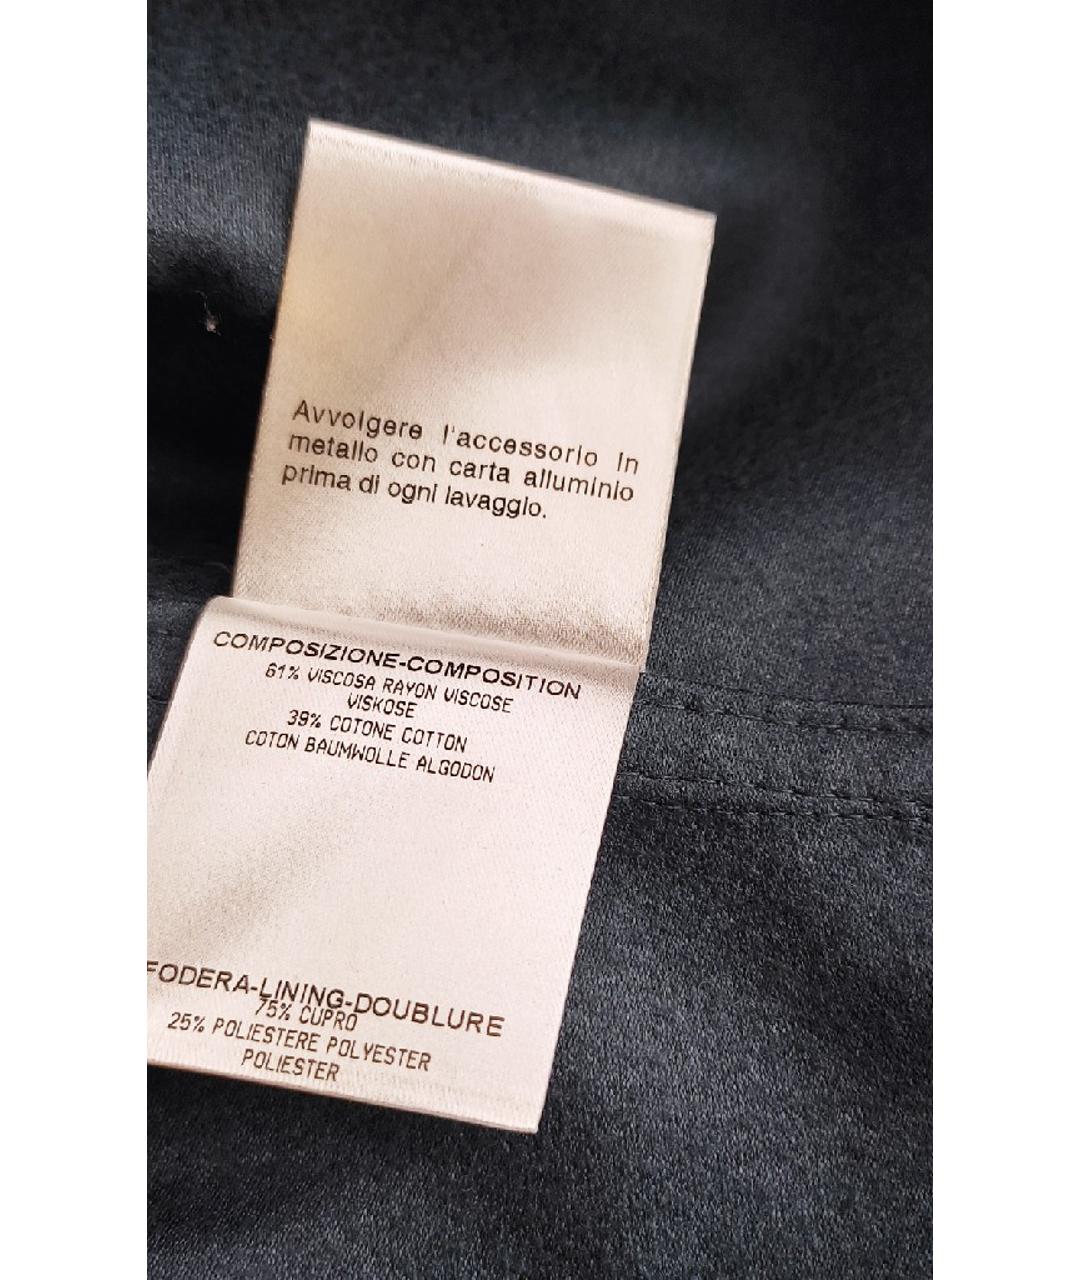 Avvolgere l'accessorio in
metallo con carta alluminio
prima di ogni lavaggio.
COMPOSIZIONE-COMPOSITION
61% VISCOSA RAYON VISCOSE
VISKOSE
39% COTONE COTTON
COTON BAUMWOLLE ALGODON
FODERA-LINING-DOUBLURE
75% CUPRO
25% POLIESTERE POLYESTER
POLIESTER